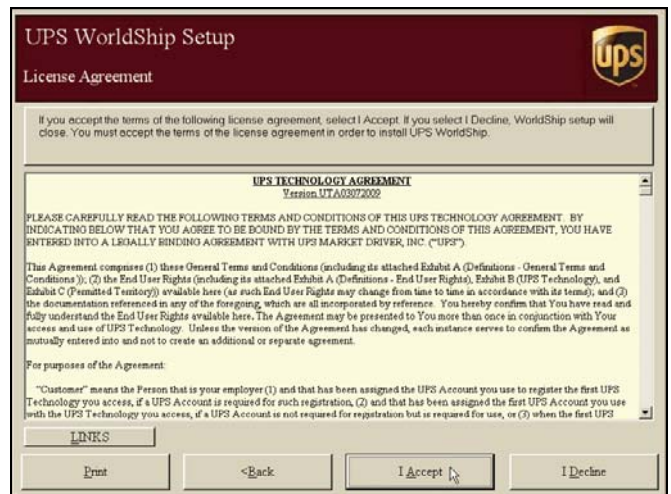 UPS WorldShip Setup
License Agreement
ups
If you accept the terms of the following license agreement, select I Accept. If you select I Decline, WorldShip setup will
close. You must accept the terms of the license agreement in order to install UPS WorldShip.
UPS TECHNOLOGY AGREEMENT
Version UTA03072009
PLEASE CAREFULLY READ THE FOLLOWING TERMS AND CONDITIONS OF THIS UPS TECHNOLOGY AGREEMENT. BY
INDICATING BELOW THAT YOU AGREE TO BE BOUND BY THE TERMS AND CONDITIONS OF THIS AGREEMENT, YOU HAVE
ENTERED INTO A LEGALLY BINDING AGREEMENT WITH UPS MARKET DRIVER, INC. ("UPS").
This Agreement comprises (1) these General Terms and Conditions (including its attached Exhibit A (Definitions - General Terms and
Conditions)); (2) the End User Rights (including its attached Exhibit A (Definitions - End User Rights), Exhibit B (UPS Technology), and
Exhibit C (Permitted Territory)) available here (as such End User Rights may change from time to time in accordance with its terms); and (3)
the documentation referenced in any of the foregoing, which are all incorporated by reference. You hereby confirm that You have read and
fully understand the End User Rights available here. The Agreement may be presented to You more than once in conjunction with Your
access and use of UPS Technology. Unless the version of the Agreement has changed, each instance serves to confirm the Agreement as
mutually entered into and not to create an additional or separate agreement.
For purposes of the Agreement:
"Customer" means the Person that is your employer (1) and that has been assigned the UPS Account you use to register the first UPS
Technology you access, if a UPS Account is required for such registration, (2) and that has been assigned the first UPS Account you use
with the UPS Technology you access, if a UPS Account is not required for registration but is required for use, or (3) when the first UPS
LINKS
Print
<Back
I Accept
I Decline